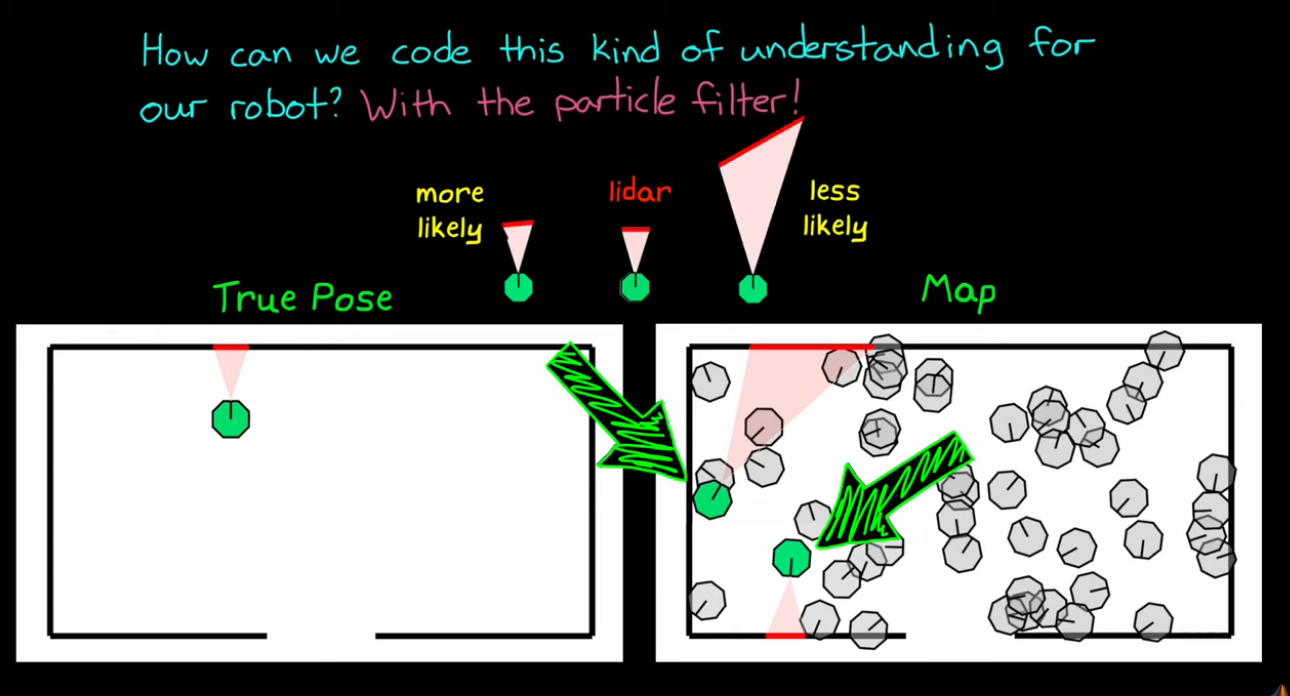 How can we code this kind of understanding for
our robot? With the particle filter!
more
likely
lidar
less
likely
True Pose
Map